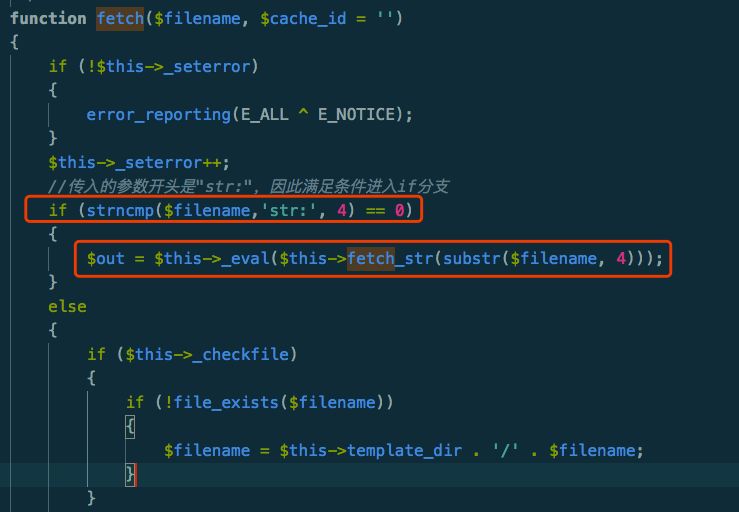 function fetch($filename, $cache_id = '')
{
if (!$this->_seterror)
{
error_reporting(E_ALL ^ E_NOTICE);
}
$this->_seterror++;
//传入的参数开头是"str:"，因此满足条件进入if分支
if (strncmp($filename,'str:', 4) == 0)
{
$out = $this->_eval($this->fetch_str(substr($filename, 4)));
}
else
{
if ($this->_checkfile)
{
if (!file_exists($filename))
{
$filename = $this->template_dir . '/' . $filename;
}
}